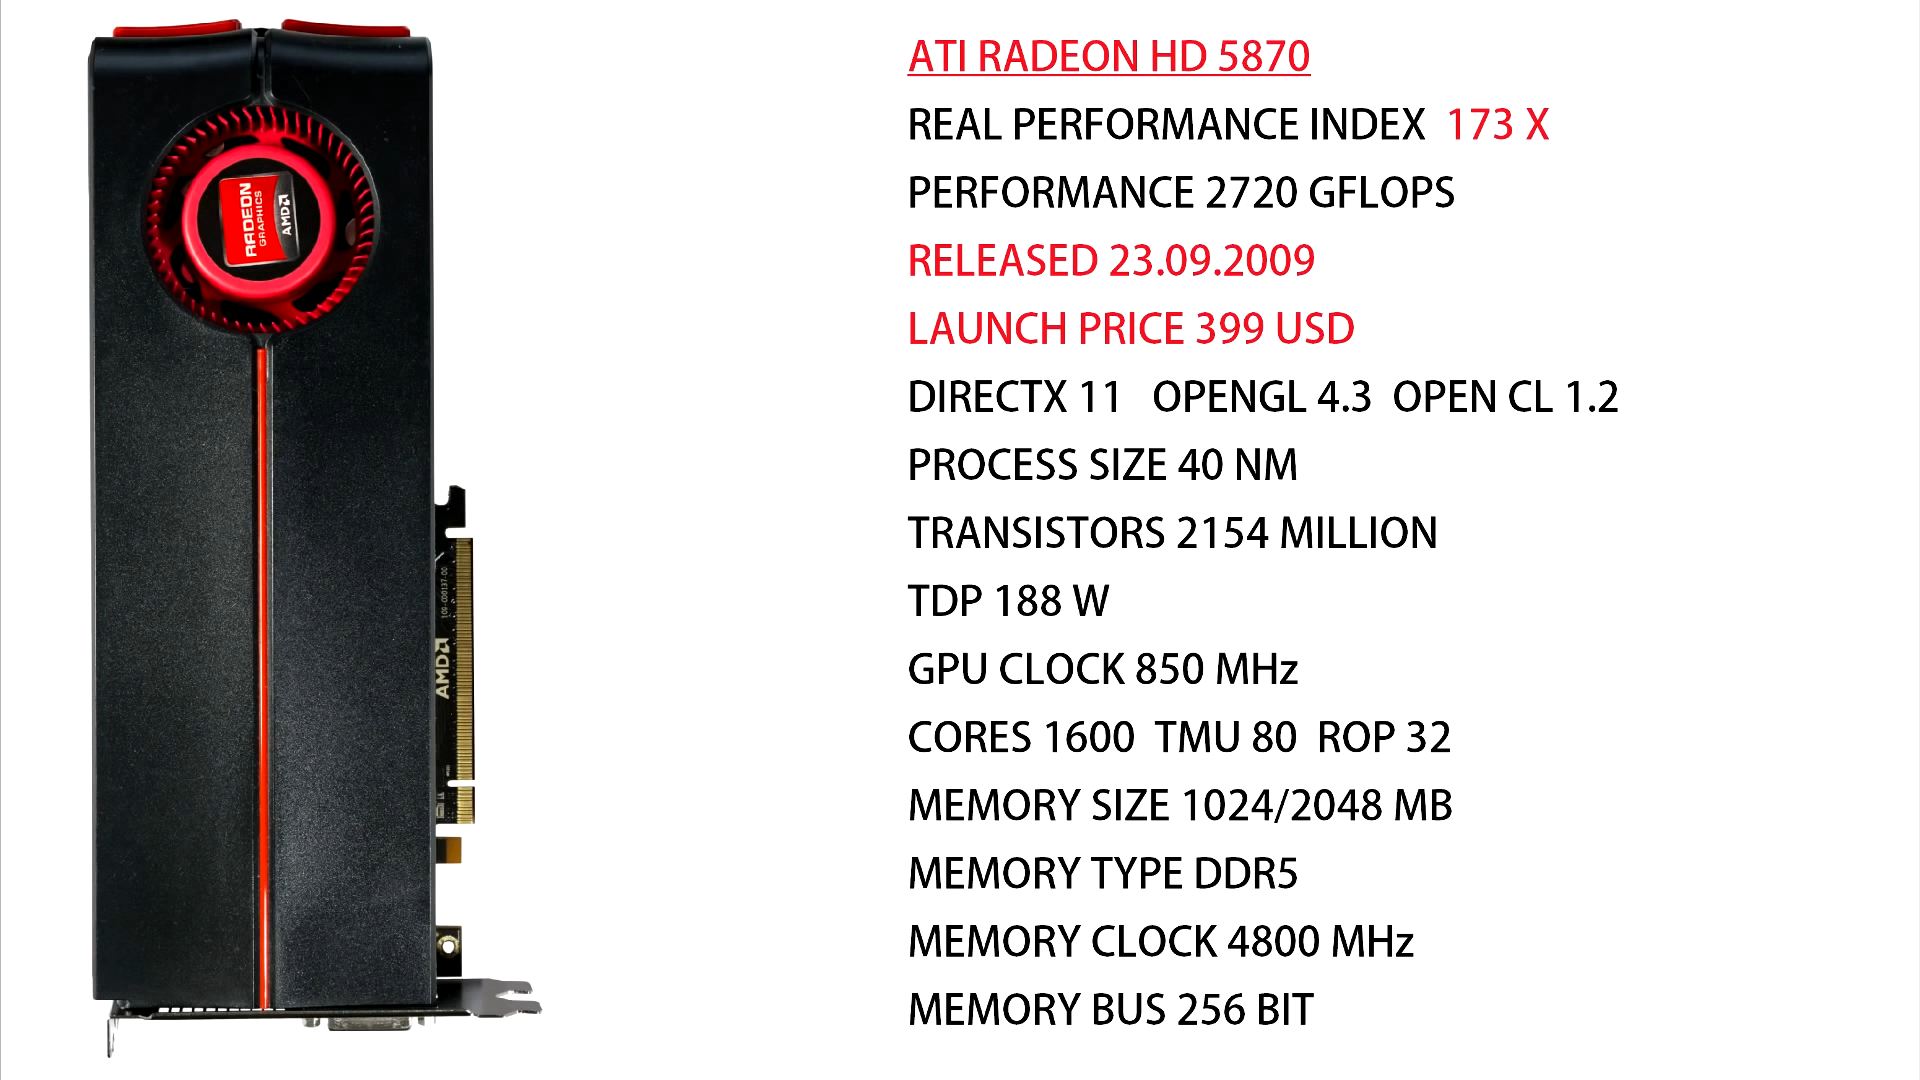 ATI RADEON HD 5870
REAL PERFORMANCE INDEX 173 X
PERFORMANCE 2720 GFLOPS
RELEASED 23.09.2009
LAUNCH PRICE 399 USD
DIRECTX 11 OPENGL 4.3 OPEN CL 1.2
PROCESS SIZE 40 NM
TRANSISTORS 2154 MILLION
TDP 188 W
GPU CLOCK 850 MHz
CORES 1600 TMU 80 ROP 32
MEMORY SIZE 1024/2048 MB
MEMORY TYPE DDR5
MEMORY CLOCK 4800 MHz
MEMORY BUS 256 BIT
RADEON
GRAPHICS
AMD
AMD